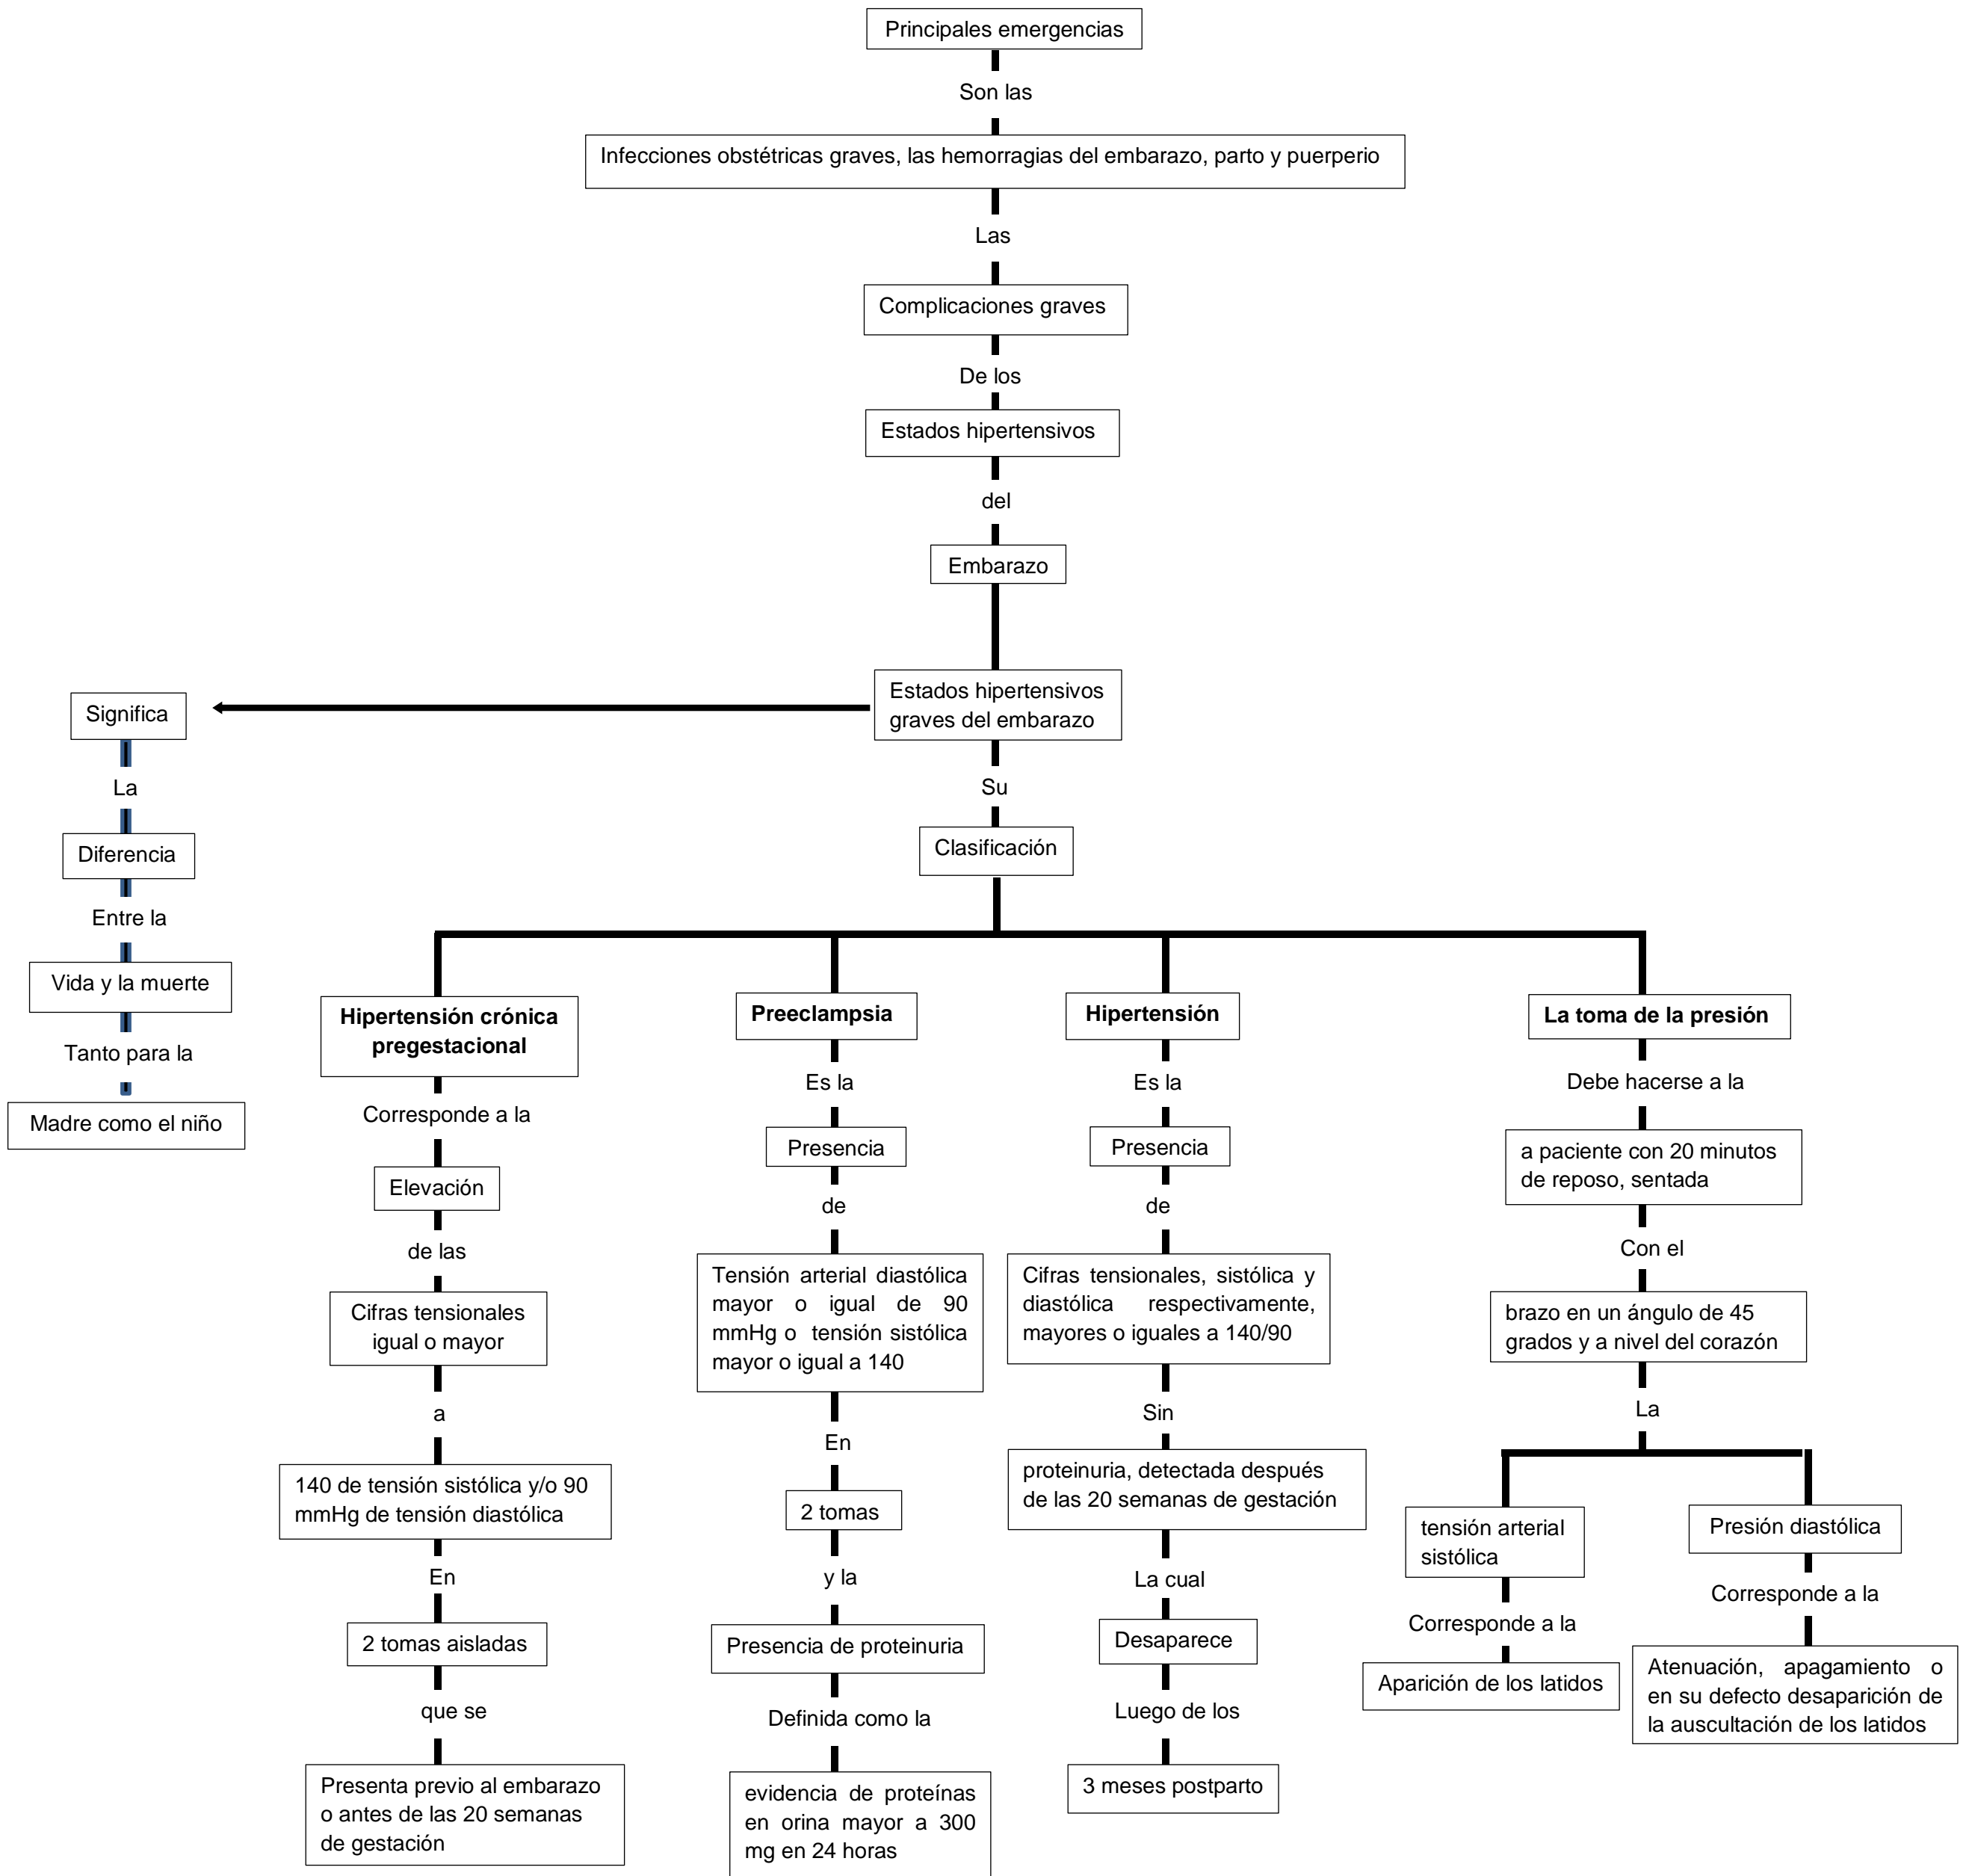 Principales emergencias
Son las
Infecciones obstétricas graves, las hemorragias del embarazo, parto y puerperio
Las
Complicaciones graves
De los
Estados hipertensivos
del
Embarazo
Estados hipertensivos
graves del embarazo
Significa
La
Diferencia
Entre la
Vida y la muerte
Tanto para la
Madre como el niño
Su
Clasificación
Hipertensión crónica
pregestacional
Corresponde a la
Elevación
de las
Cifras tensionales
igual o mayor
a
140 de tensión sistólica y/o 90
mmHg de tensión diastólica
En
2 tomas aisladas
que se
Presenta previo al embarazo
o antes de las 20 semanas
de gestación
Preeclampsia
Es la
Presencia
de
Tensión arterial diastólica
mayor o igual de 90
mmHg o tensión sistólica
mayor o igual a 140
En
2 tomas
y la
Presencia de proteinuria
Definida como la
evidencia de proteínas
en orina mayor a 300
mg en 24 horas
Hipertensión
Es la
Presencia
de
Cifras tensionales, sistólica y
diastólica respectivamente,
mayores o iguales a 140/90
Sin
proteinuria, detectada después
de las 20 semanas de gestación
La cual
Desaparece
Luego de los
3 meses postparto
La toma de la presión
Debe hacerse a la
a paciente con 20 minutos
de reposo, sentada
Con el
brazo en un ángulo de 45
grados y a nivel del corazón
La
tensión arterial
sistólica
Corresponde a la
Aparición de los latidos
Presión diastólica
Corresponde a la
Atenuación, apagamiento o
en su defecto desaparición de
la auscultación de los latidos